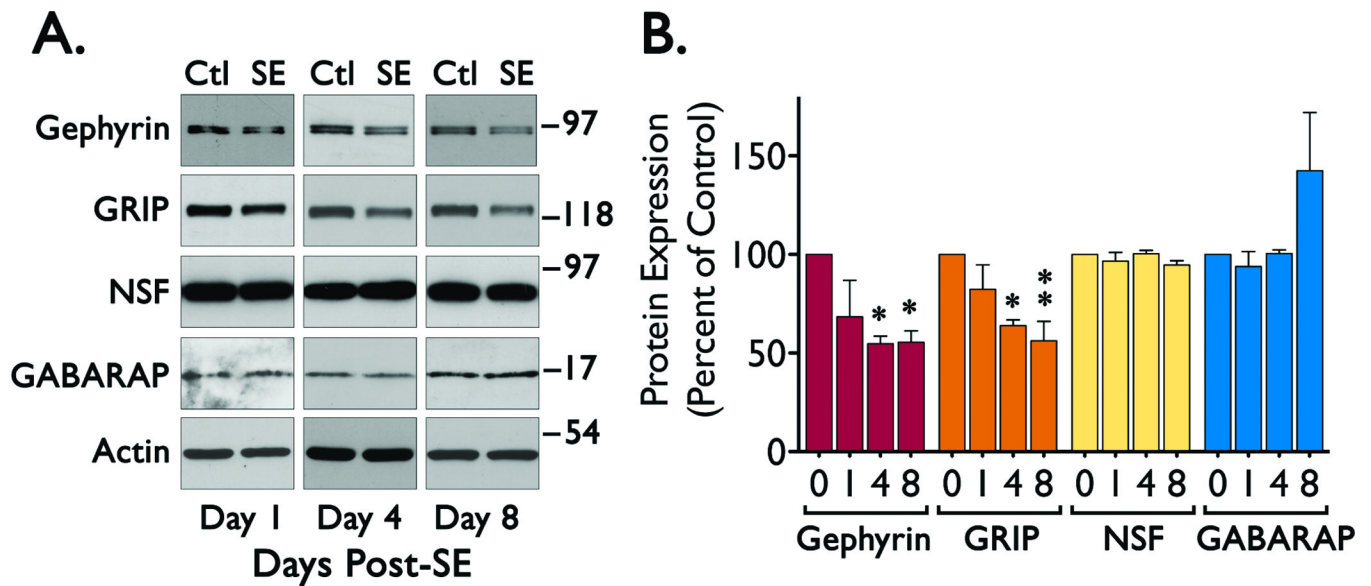 A.
Ctl SE Ctl SE Ctl SE
Gephyrin –97
GRIP –118
NSF –97
GABARAP –17
Actin –54
Day 1 Day 4 Day 8
Days Post-SE
B.
Protein Expression
(Percent of Control)
150
100
50
0
* * * * *
0 1 4 8 0 1 4 8 0 1 4 8 0 1 4 8
Gephyrin GRIP NSF GABARAP